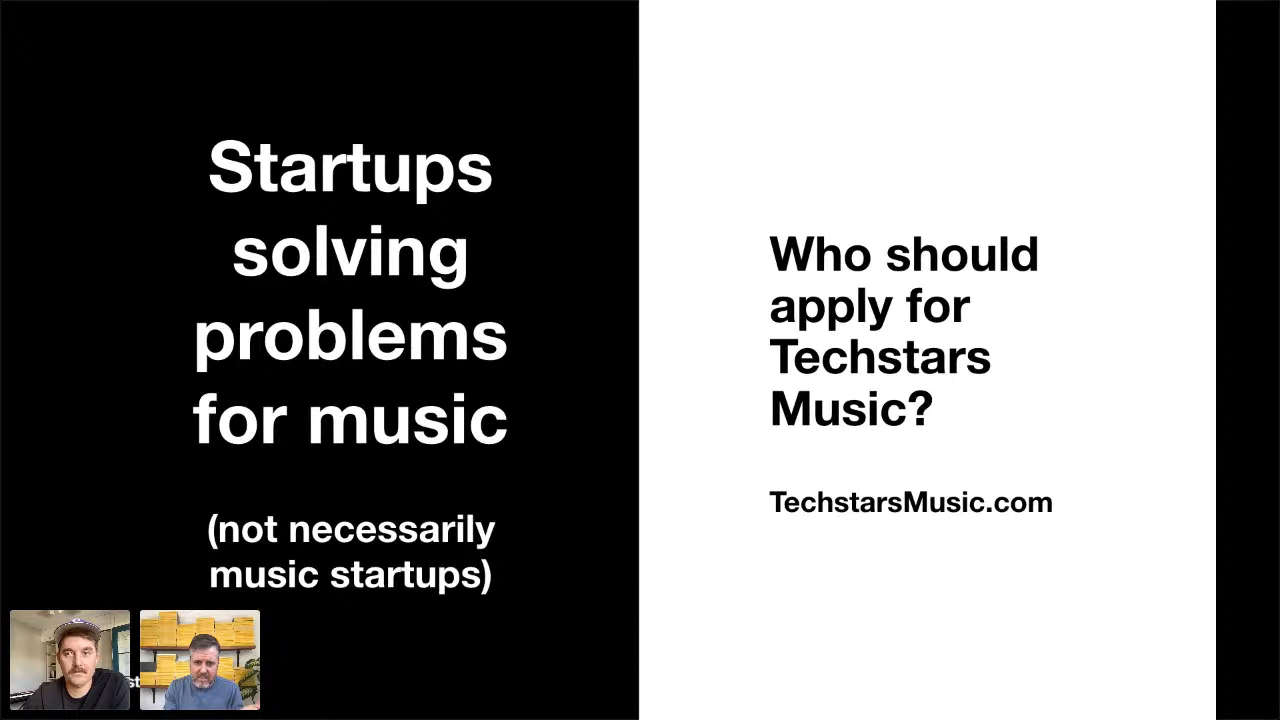 Startups
solving
problems
for music
(not necessarily
music startups)
Who should
apply for
Techstars
Music?
TechstarsMusic.com